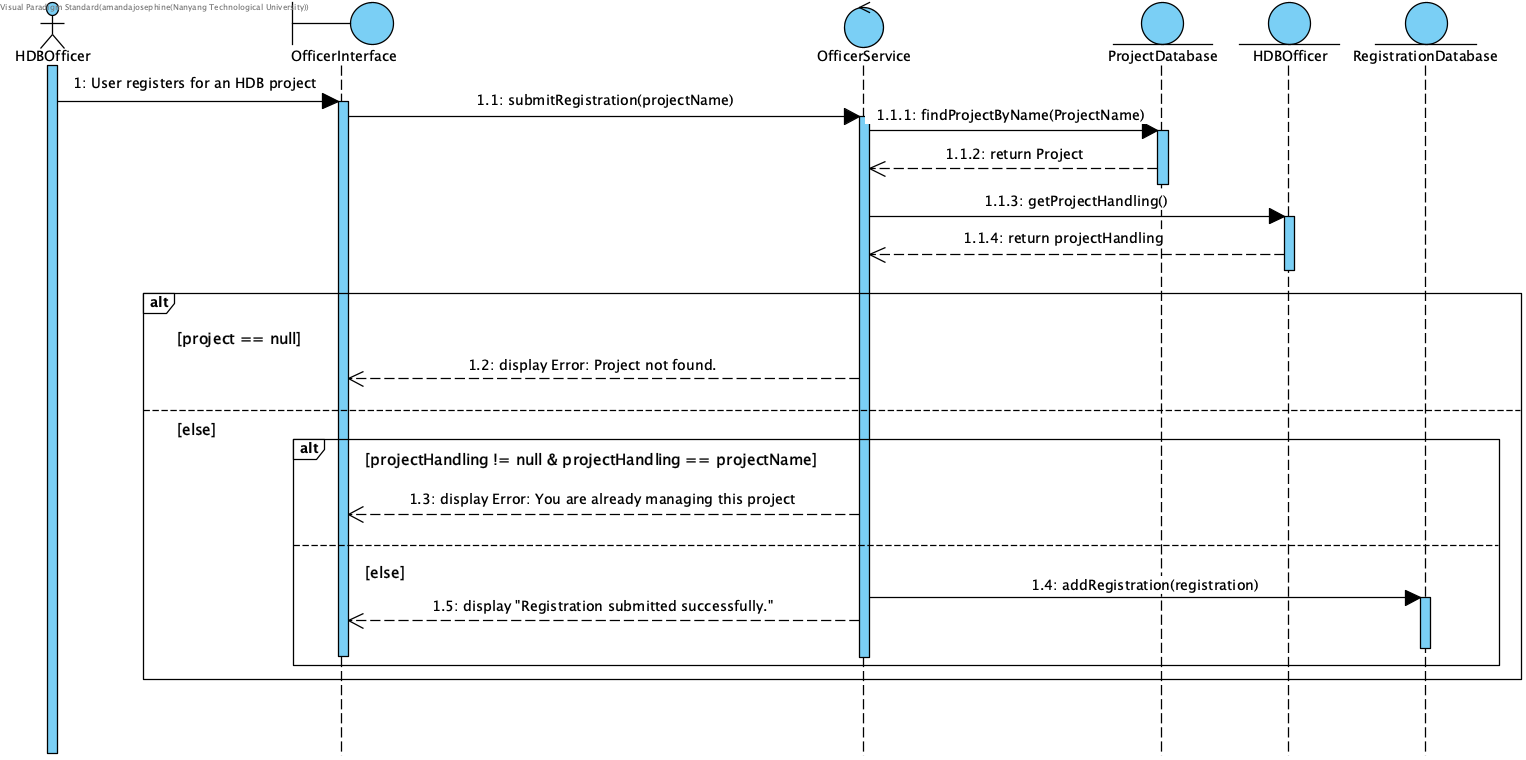 Visual Paradigm Standard(amandajosephine(Nanyang Technological University))
HDBOfficer
OfficerInterface
OfficerService
ProjectDatabase
HDBOfficer
RegistrationDatabase
1: User registers for an HDB project
1.1: submitRegistration(projectName)
1.1.1: findProjectByName(ProjectName)
1.1.2: return Project
1.1.3: getProjectHandling()
1.1.4: return projectHandling
alt
[project == null]
1.2: display Error: Project not found.
[else]
alt
[projectHandling != null & projectHandling == projectName]
1.3: display Error: You are already managing this project
[else]
1.4: addRegistration(registration)
1.5: display "Registration submitted successfully."